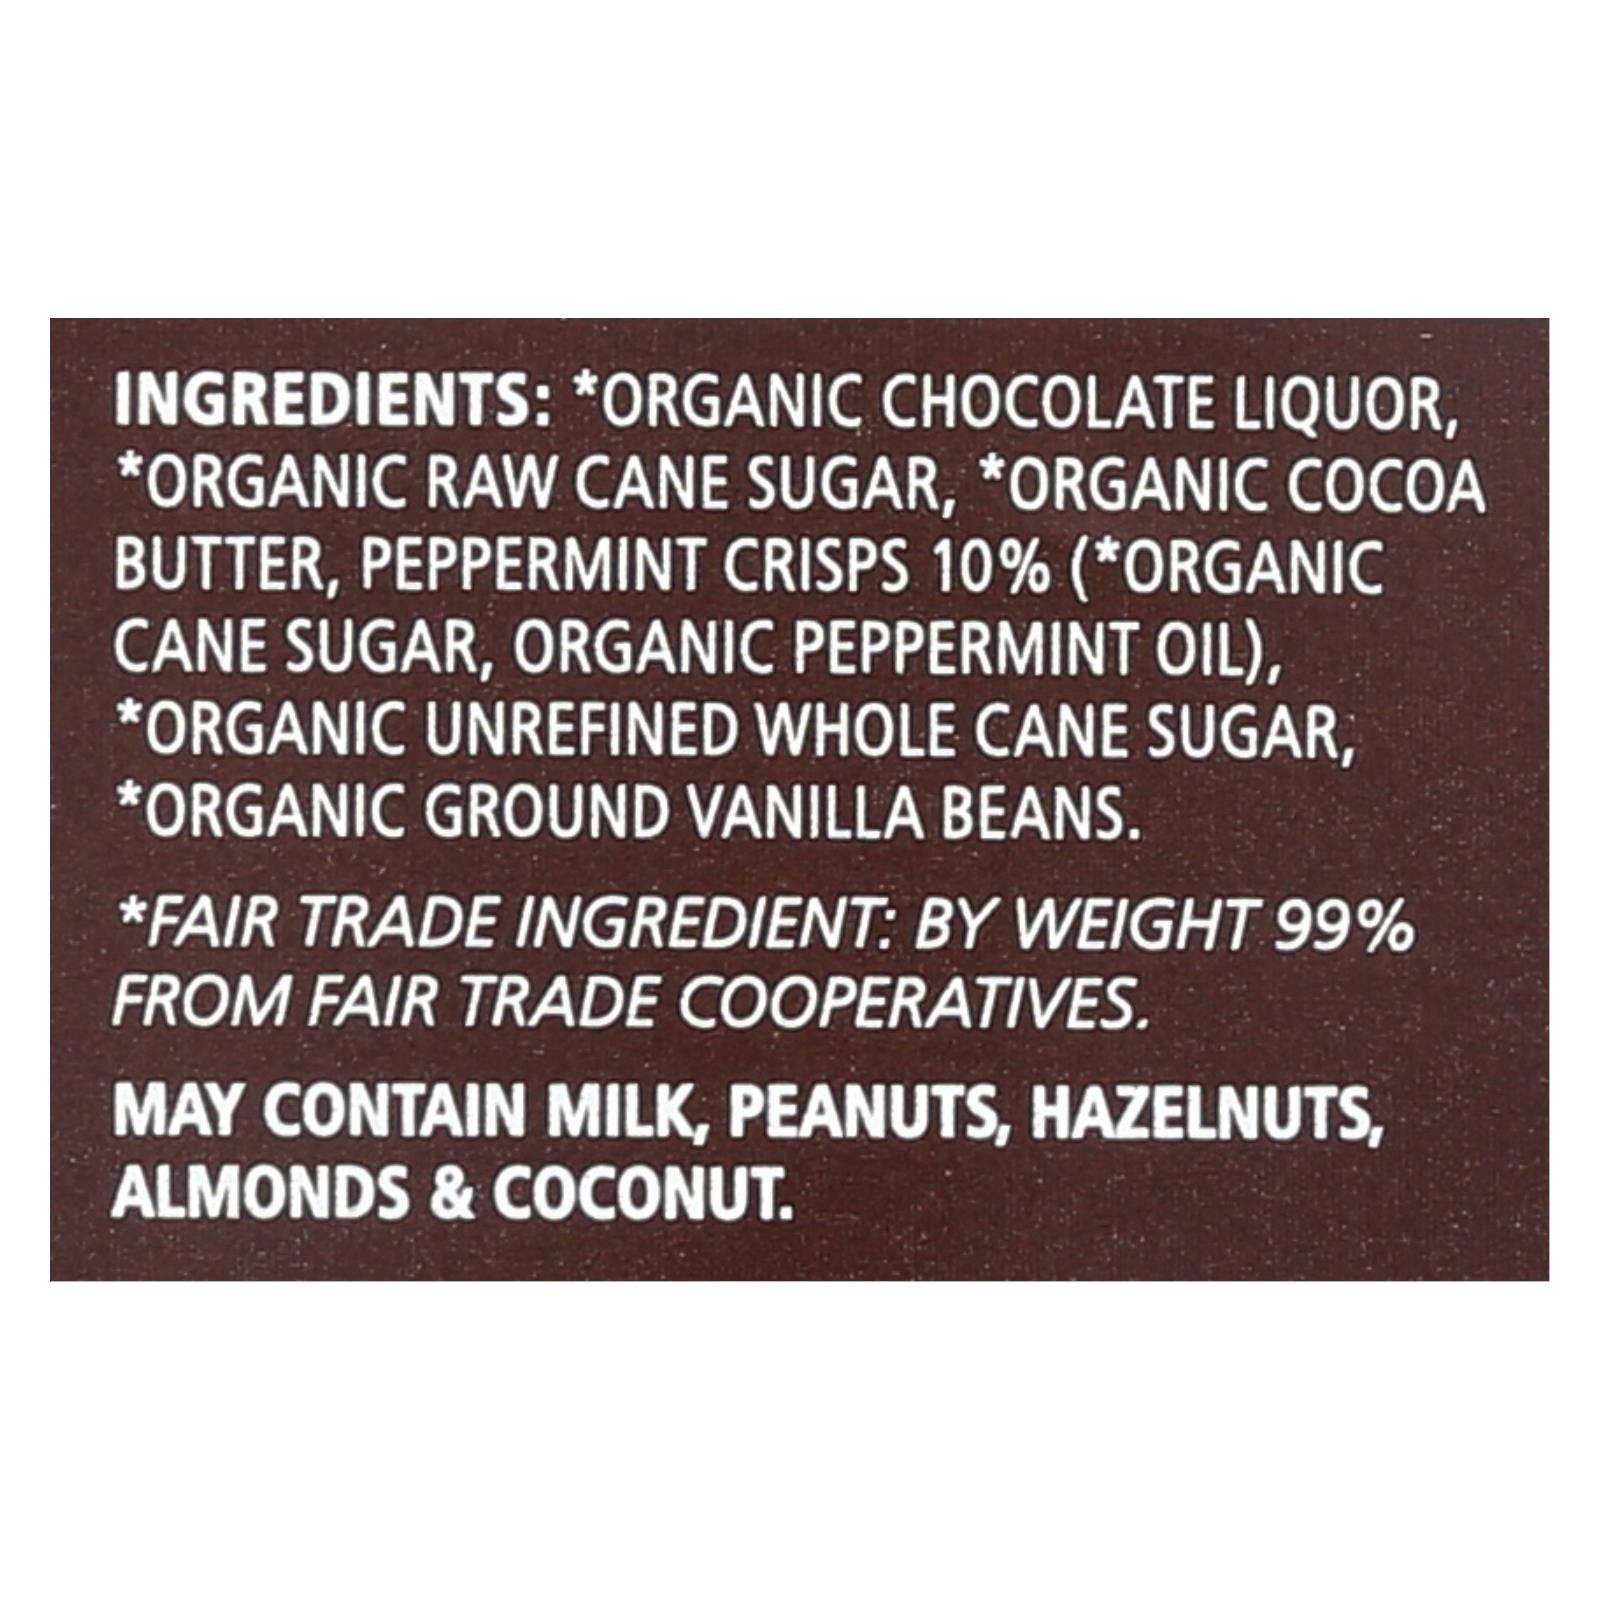 INGREDIENTS: *ORGANIC CHOCOLATE LIQUOR,
*ORGANIC RAW CANE SUGAR, *ORGANIC COCOA
BUTTER, PEPPERMINT CRISPS 10% (*ORGANIC
CANE SUGAR, ORGANIC PEPPERMINT OIL),
*ORGANIC UNREFINED WHOLE CANE SUGAR,
*ORGANIC GROUND VANILLA BEANS.
*FAIR TRADE INGREDIENT: BY WEIGHT 99%
FROM FAIR TRADE COOPERATIVES.
MAY CONTAIN MILK, PEANUTS, HAZELNUTS,
ALMONDS & COCONUT.